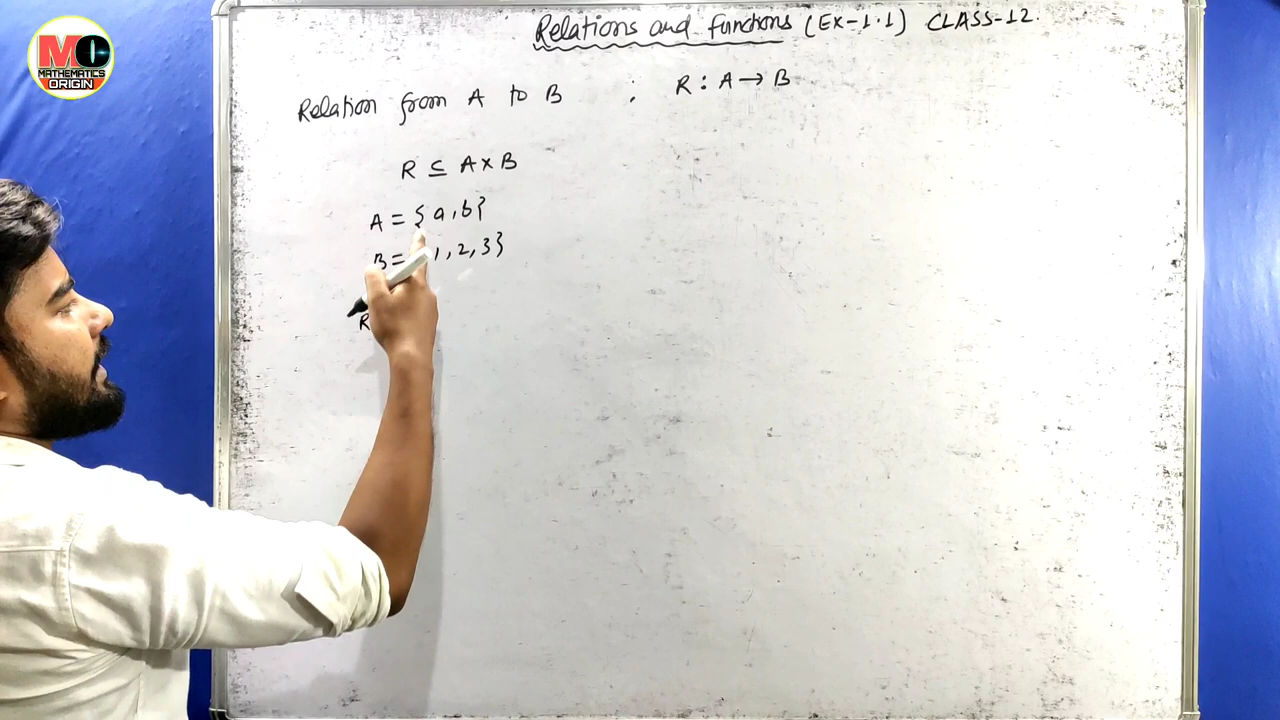 MO
MATHEMATICS
ORIGIN
Relations and functions (Ex-1.1) CLASS-12.
Relation from A to B : R : A → B
R ⊆ A × B
A = {a, b}
B = 1, 2, 3}
R